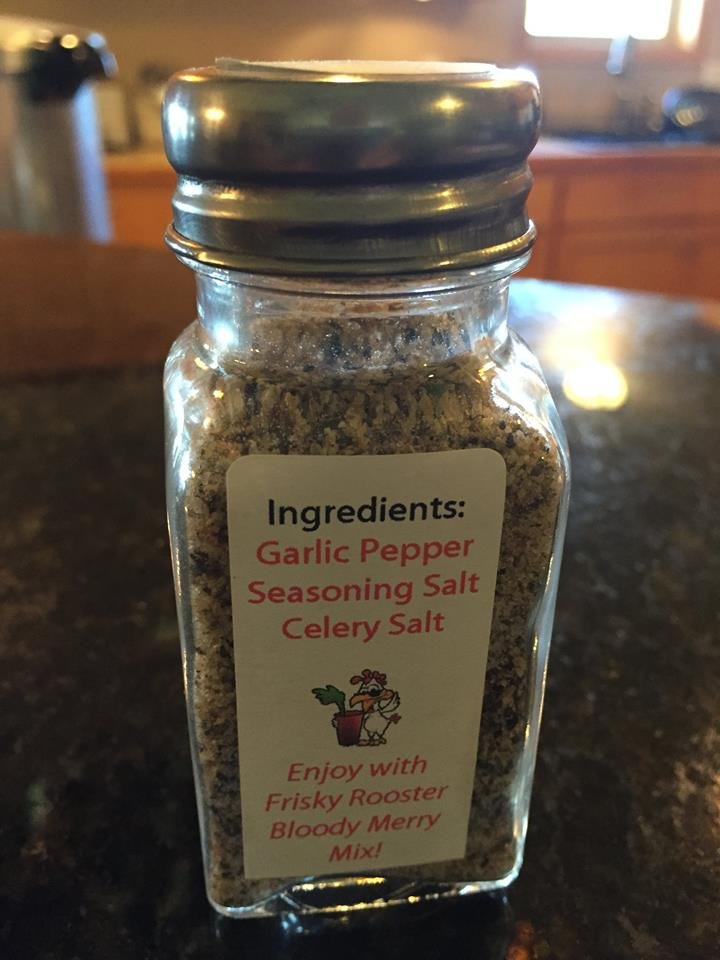 Ingredients:
Garlic Pepper
Seasoning Salt
Celery Salt
Enjoy with
Frisky Rooster
Bloody Merry
Mix!